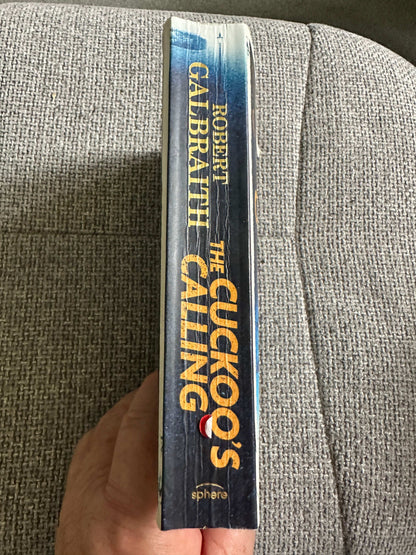 ROBERT
GALBRAITH
THE
CUCKOO'S
CALLING
sphere